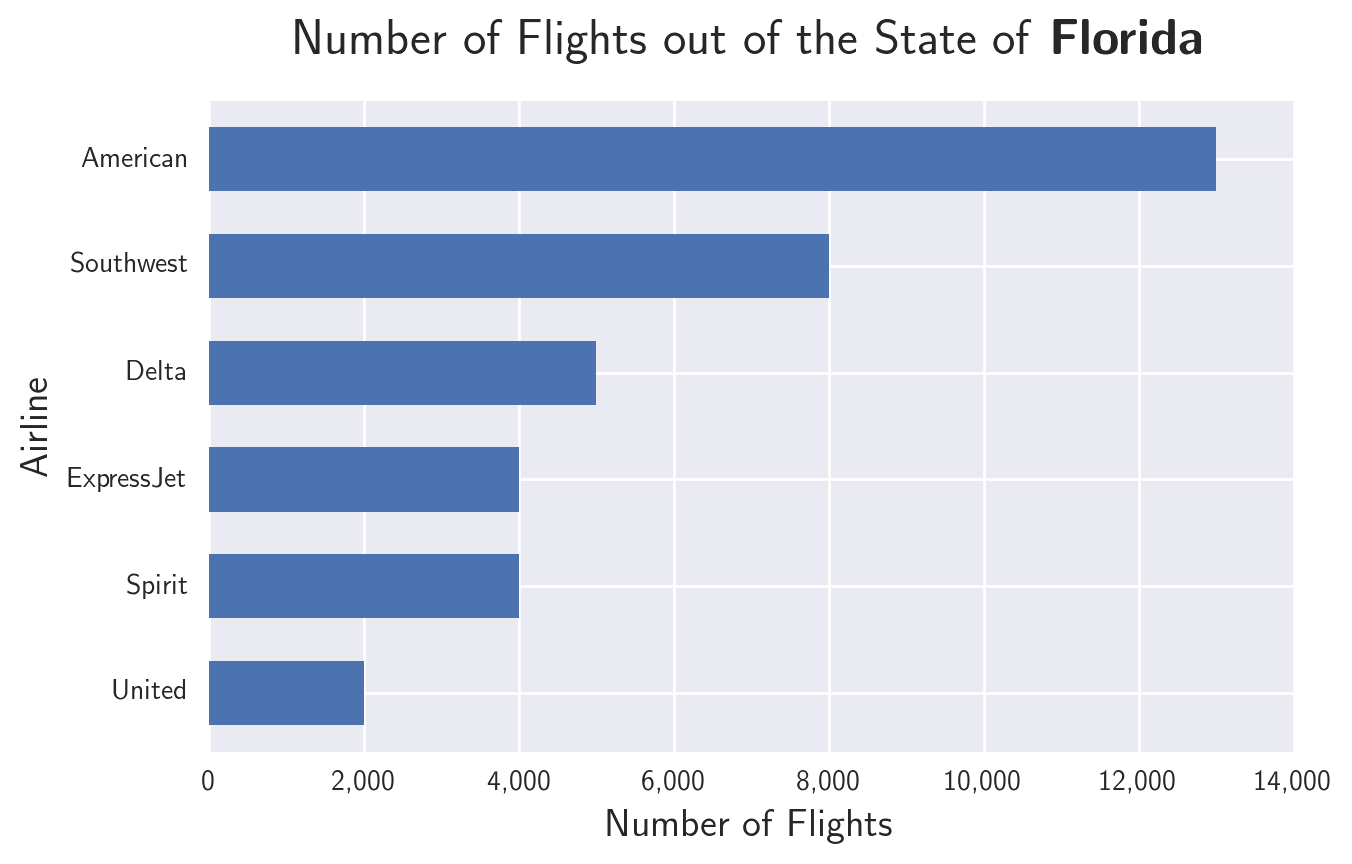 Number of Flights out of the State of Florida
American
Southwest
Delta
ExpressJet
Spirit
United
Airline
0 2,000 4,000 6,000 8,000 10,000 12,000 14,000
Number of Flights